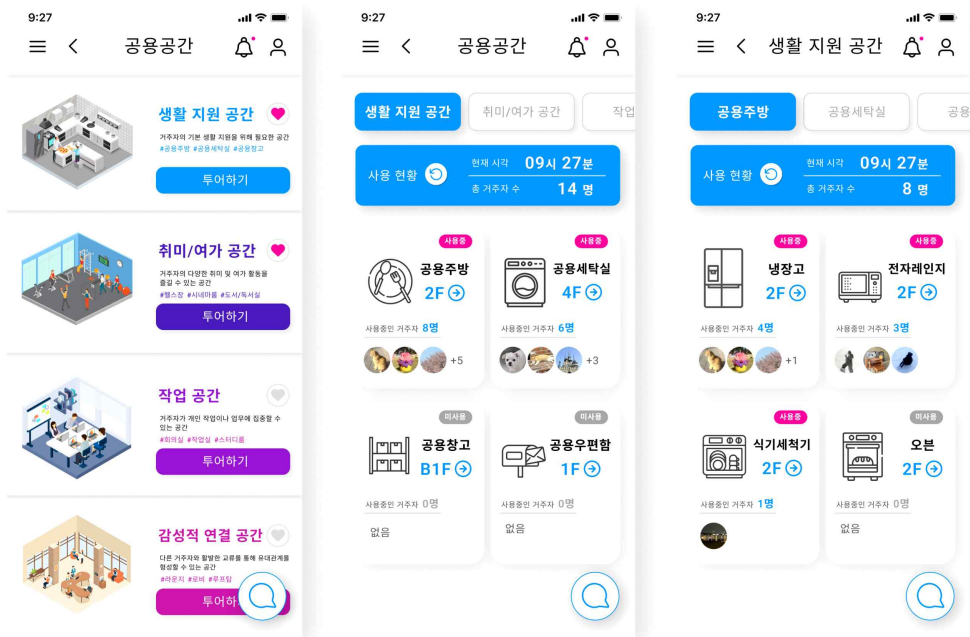 9:27
공용공간
생활 지원 공간
거주자의 기본 생활 지원을 위해 필요한 공간
#공용주방 #공용세탁실 #공용창고
투어하기
취미/여가 공간
거주자의 다양한 취미 및 여가 활동을
즐길 수 있는 공간
#헬스장 #시네마룸 #도서/독서실
투어하기
작업 공간
거주자가 개인 작업이나 업무에 집중할 수
있는 공간
#회의실 #작업실 #스터디룸
투어하기
감성적 연결 공간
다른 거주자와 활발한 교류를 통해 유대관계를
형성할 수 있는 공간
#라운지 #로비 #루프탑
투어하
9:27
공용공간
생활 지원 공간 취미/여가 공간 작업
사용 현황
현재 시각 09시 27분
총 거주자 수 14 명
사용중 사용중
공용주방 공용세탁실
2F 4F
사용중인 거주자 8명 사용중인 거주자 6명
+5 +3
미사용 미사용
공용창고 공용우편함
B1F 1F
사용중인 거주자 0명 사용중인 거주자 0명
없음 없음
9:27
생활 지원 공간
공용주방 공용세탁실 공용
사용 현황
현재 시각 09시 27분
총 거주자 수 8 명
사용중 사용중
냉장고 전자레인지
2F 2F
사용중인 거주자 4명 사용중인 거주자 3명
+1
사용중 미사용
식기세척기 오븐
2F 2F
사용중인 거주자 1명 사용중인 거주자 0명
없음